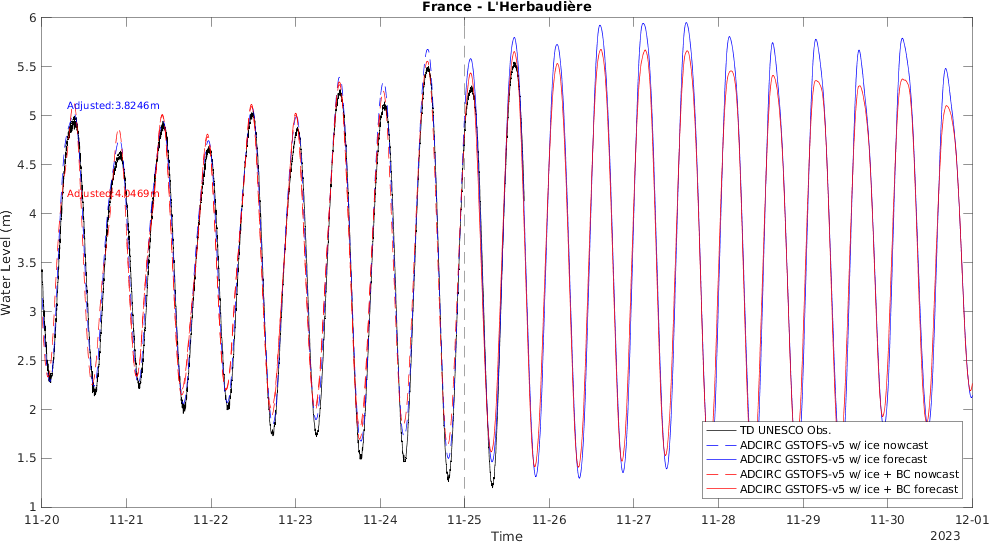 France - L'Herbaudière
6
5.5
5
4.5
4
3.5
3
2.5
2
1.5
1
Water Level (m)
Adjusted:3.8246m
Adjusted:4.0469m
TD UNESCO Obs.
ADCIRC GSTOFS-v5 w/ ice nowcast
ADCIRC GSTOFS-v5 w/ ice forecast
ADCIRC GSTOFS-v5 w/ ice + BC nowcast
ADCIRC GSTOFS-v5 w/ ice + BC forecast
11-20 11-21 11-22 11-23 11-24 11-25 11-26 11-27 11-28 11-29 11-30 12-01
Time
2023